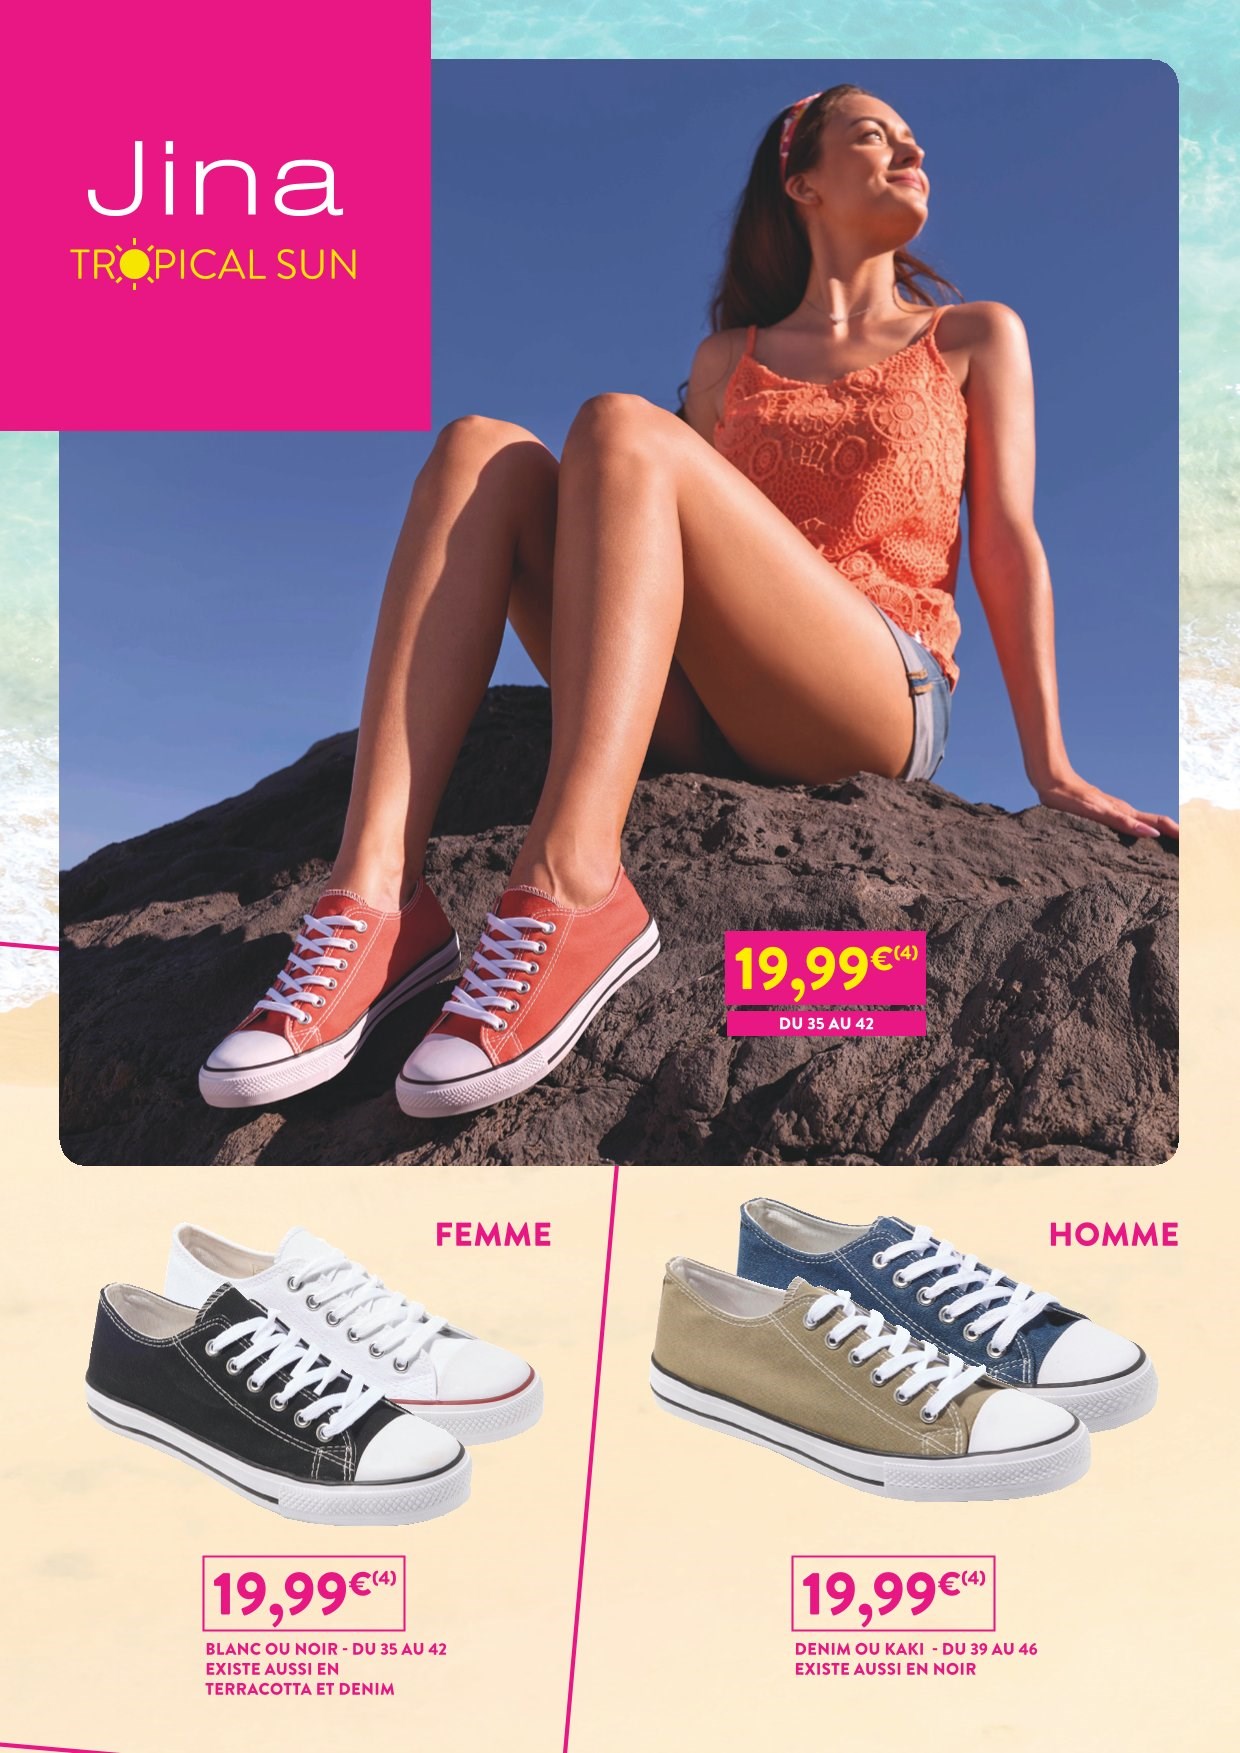 Jina
TROPICAL SUN
19,99€(4)
DU 35 AU 42
FEMME
19,99€(4)
BLANC OU NOIR - DU 35 AU 42
EXISTE AUSSI EN
TERRACOTTA ET DENIM
HOMME
19,99€(4)
DENIM OU KAKI - DU 39 AU 46
EXISTE AUSSI EN NOIR